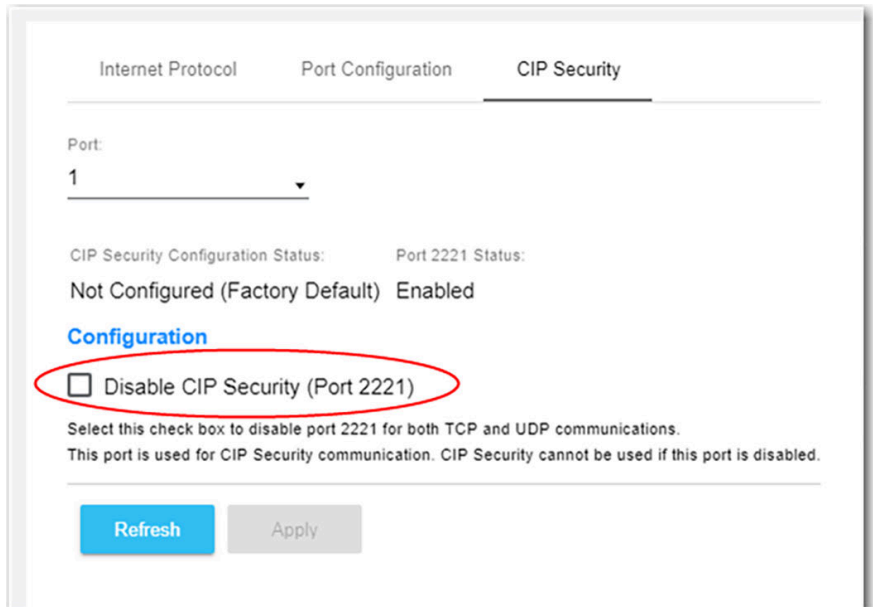 Internet Protocol Port Configuration CIP Security
Port:
1
CIP Security Configuration Status: Port 2221 Status:
Not Configured (Factory Default) Enabled
Configuration
Disable CIP Security (Port 2221)
Select this check box to disable port 2221 for both TCP and UDP communications.
This port is used for CIP Security communication. CIP Security cannot be used if this port is disabled.
Refresh Apply